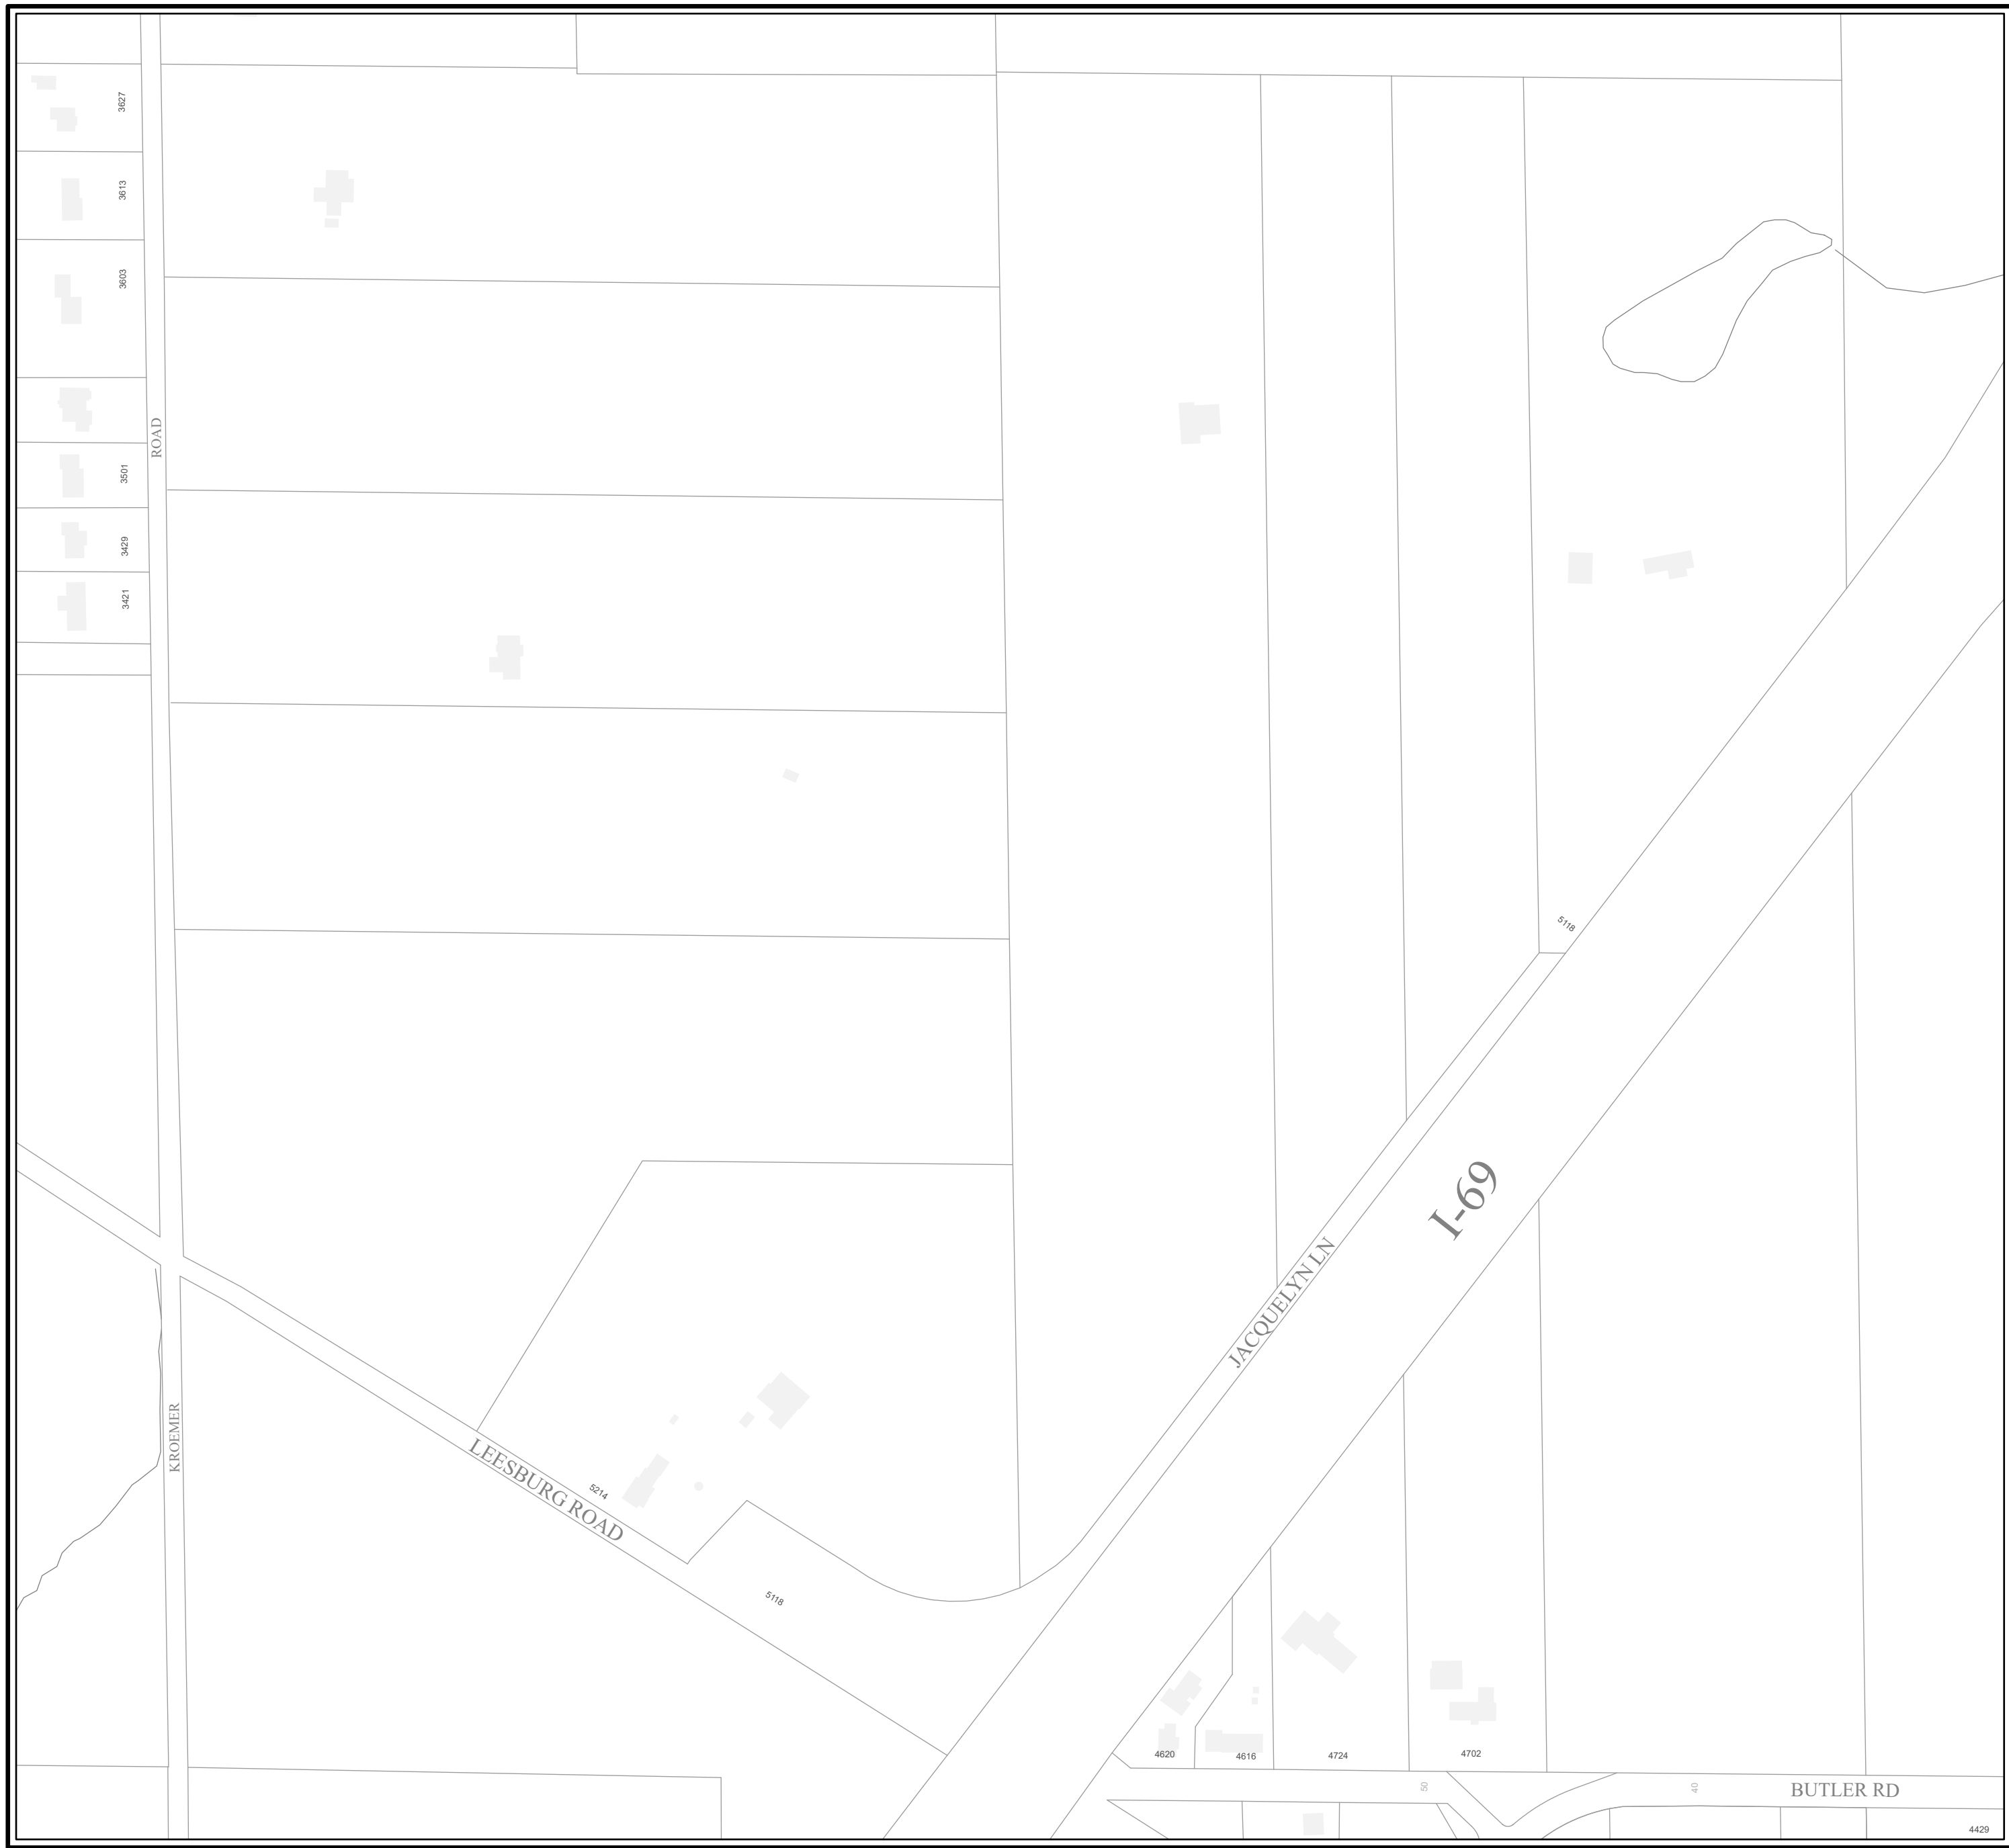 3627
3613
3603
ROAD
3501
3429
3421
5118
I-69
JACQUELYN LN
KROEMER
LEESBURG ROAD
5214
5118
4620
4616
4724
4702
50
40
BUTLER RD
4429